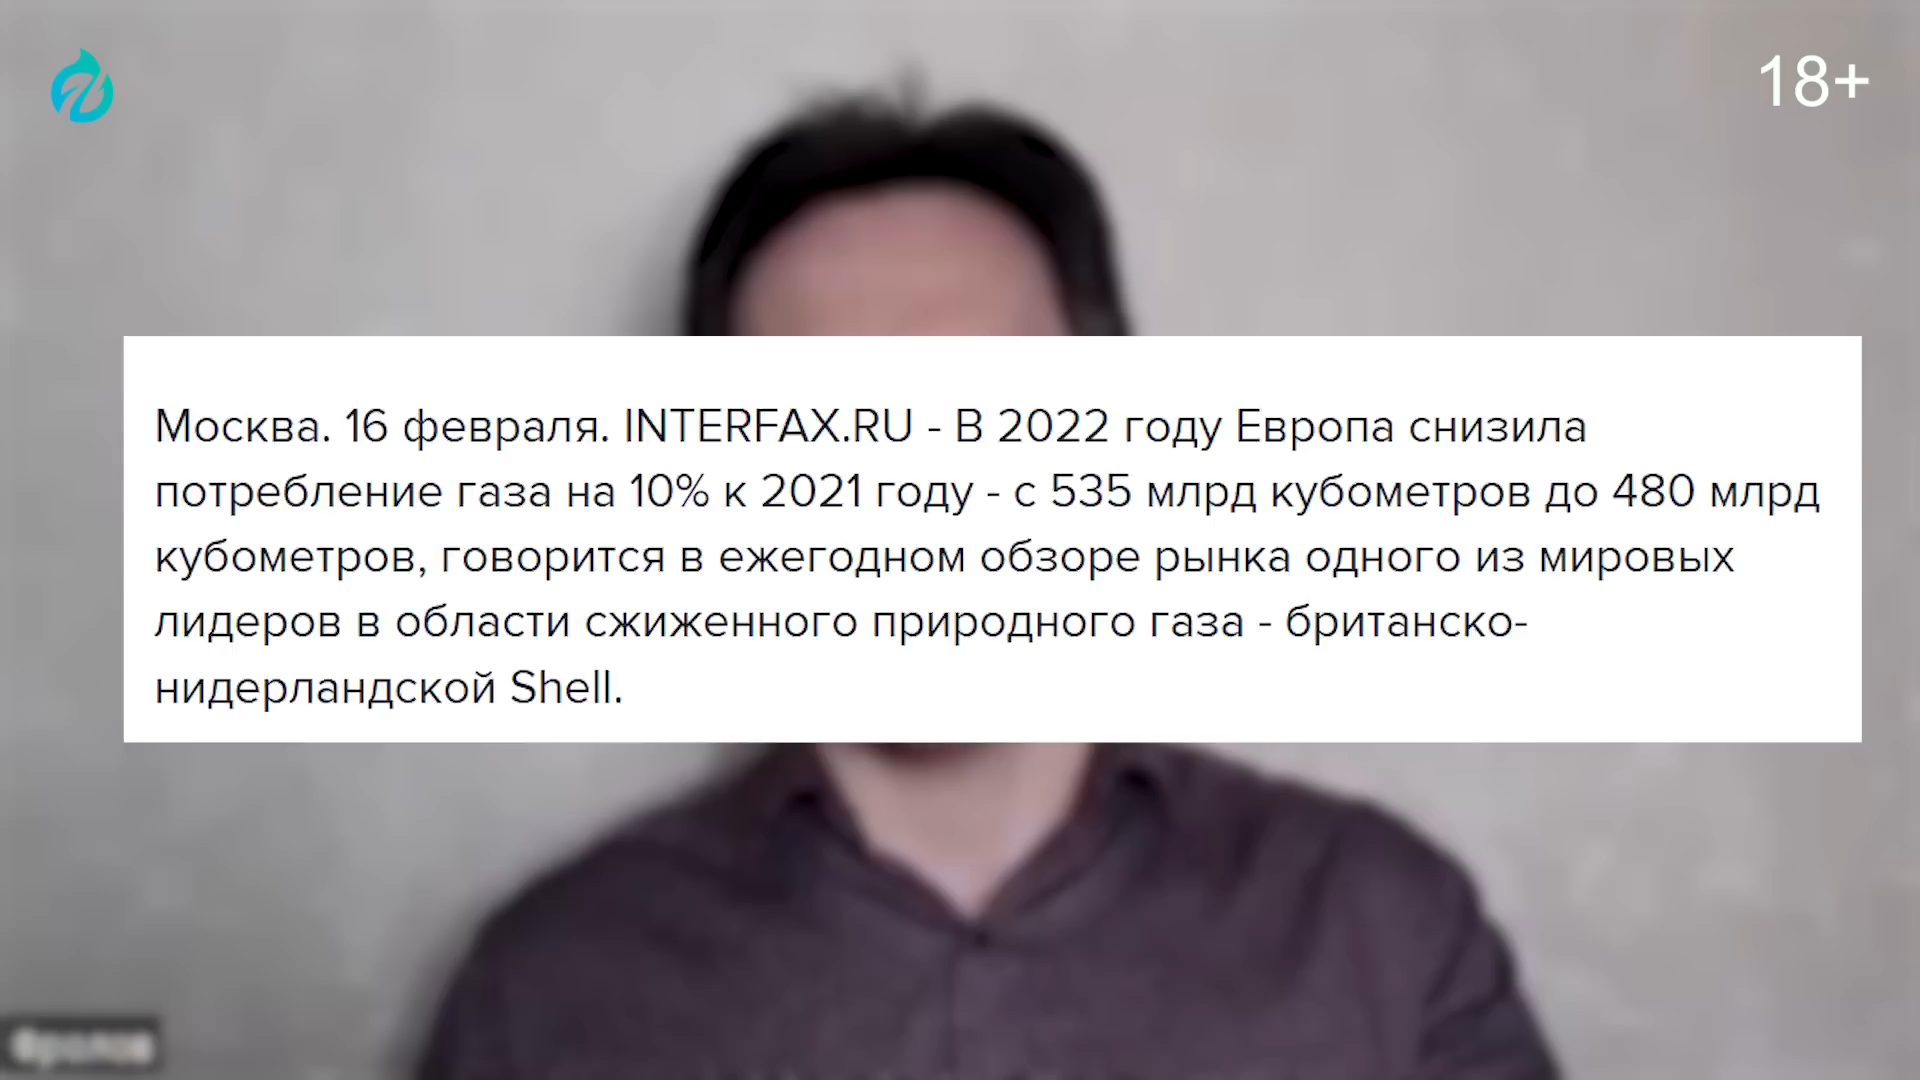 18+
Москва. 16 февраля. INTERFAX.RU - В 2022 году Европа снизила
потребление газа на 10% к 2021 году - с 535 млрд кубометров до 480 млрд
кубометров, говорится в ежегодном обзоре рынка одного из мировых
лидеров в области сжиженного природного газа - британско-
нидерландской Shell.
Фролов